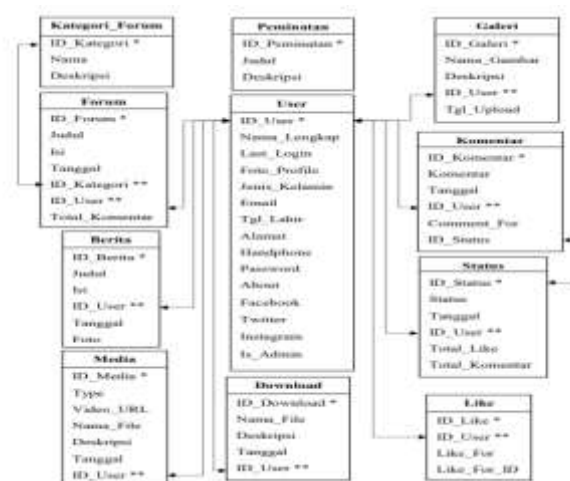 Kategori_Forum
ID_Kategori *
Nama
Deskripsi
Peminatan
ID_Peminatan *
Judul
Deskripsi
Galeri
ID_Galeri *
Nama_Gambar
Deskripsi
ID_User **
Tgl_Upload
Forum
ID_Forum *
Judul
Isi
Tanggal
ID_Kategori **
ID_User **
Total_Komentar
User
ID_User *
Nama_Lengkap
Last_Login
Foto_Profile
Jenis_Kelamin
Email
Tgl_Lahir
Alamat
Handphone
Password
About
Facebook
Twitter
Instagram
Is_Admin
Komentar
ID_Komentar *
Komentar
Tanggal
ID_User **
Comment_For
ID_Status
Berita
ID_Berita *
Judul
Isi
ID_User **
Tanggal
Foto
Status
ID_Status *
Status
Tanggal
ID_User **
Total_Like
Total_Komentar
Media
ID_Media *
Type
Video_URL
Nama_File
Deskripsi
Tanggal
ID_User **
Download
ID_Download *
Nama_File
Deskripsi
Tanggal
ID_User **
Like
ID_Like *
ID_User **
Like_For
Like_For_ID